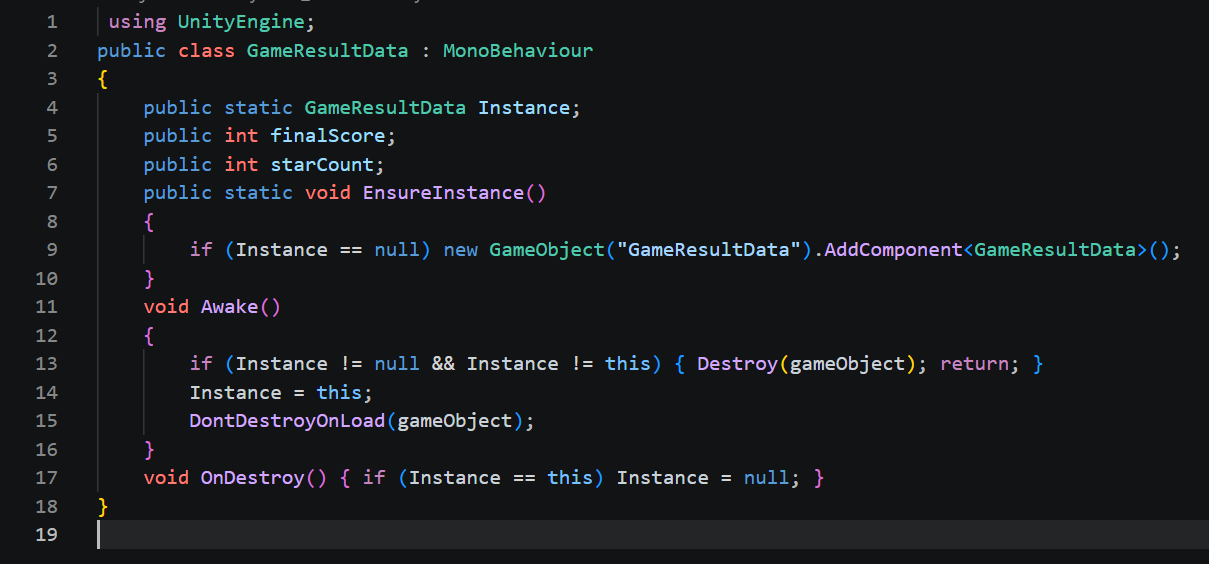 1 using UnityEngine;
2 public class GameResultData : MonoBehaviour
3 {
4 public static GameResultData Instance;
5 public int finalScore;
6 public int starCount;
7 public static void EnsureInstance()
8 {
9 if (Instance == null) new GameObject("GameResultData").AddComponent<GameResultData>();
10 }
11 void Awake()
12 {
13 if (Instance != null && Instance != this) { Destroy(gameObject); return; }
14 Instance = this;
15 DontDestroyOnLoad(gameObject);
16 }
17 void OnDestroy() { if (Instance == this) Instance = null; }
18 }
19